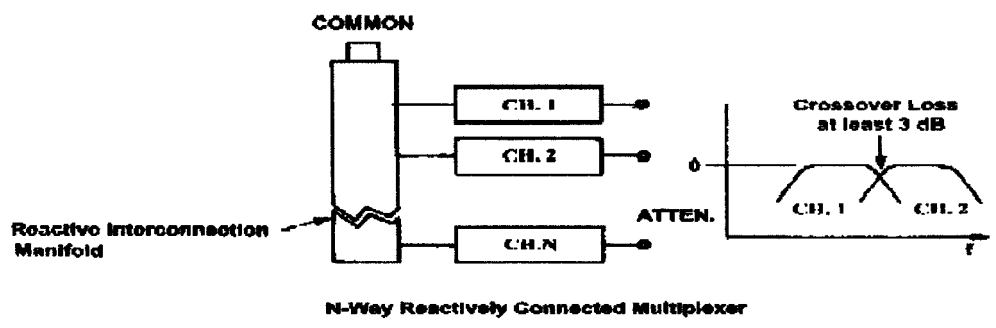 COMMON
CH. 1
CH. 2
CH.N
Reactive Interconnection
Manifold
Crossover Loss
at least 3 dB
0
ATTEN.
CH. 1
CH. 2
f
N-Way Reactively Connected Multiplexer